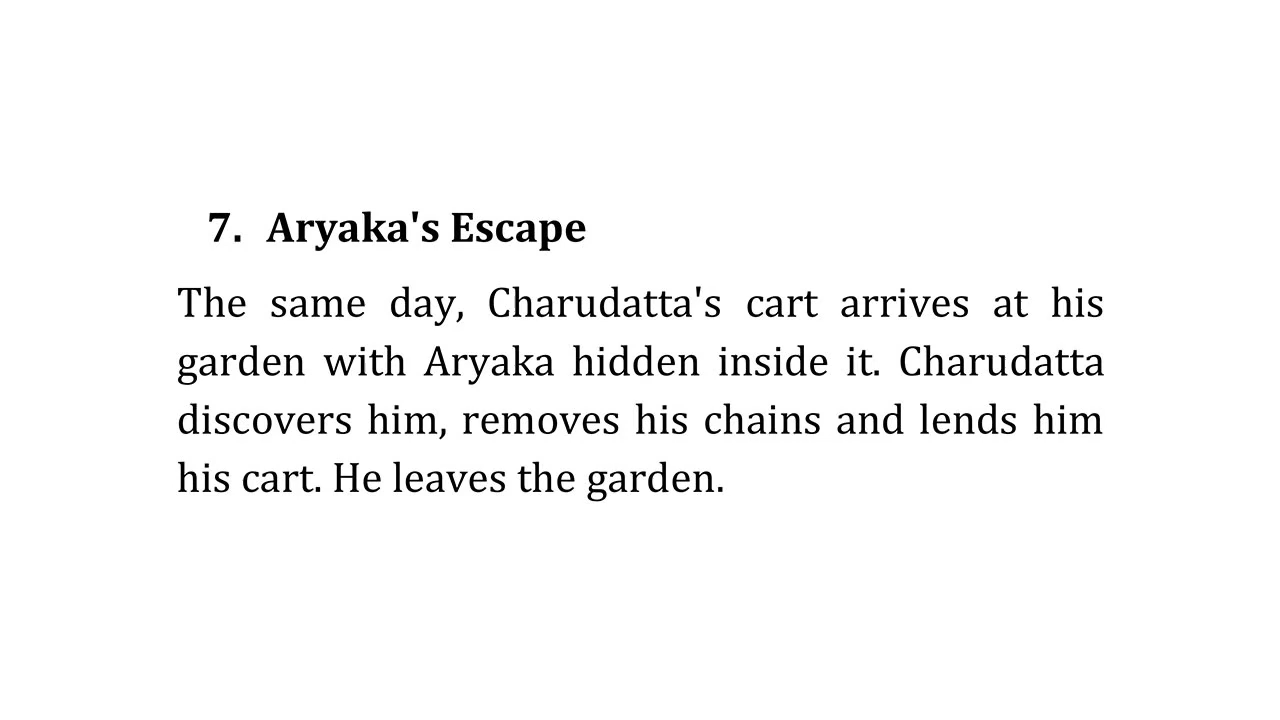 7. Aryaka's Escape
The same day, Charudatta's cart arrives at his
garden with Aryaka hidden inside it. Charudatta
discovers him, removes his chains and lends him
his cart. He leaves the garden.